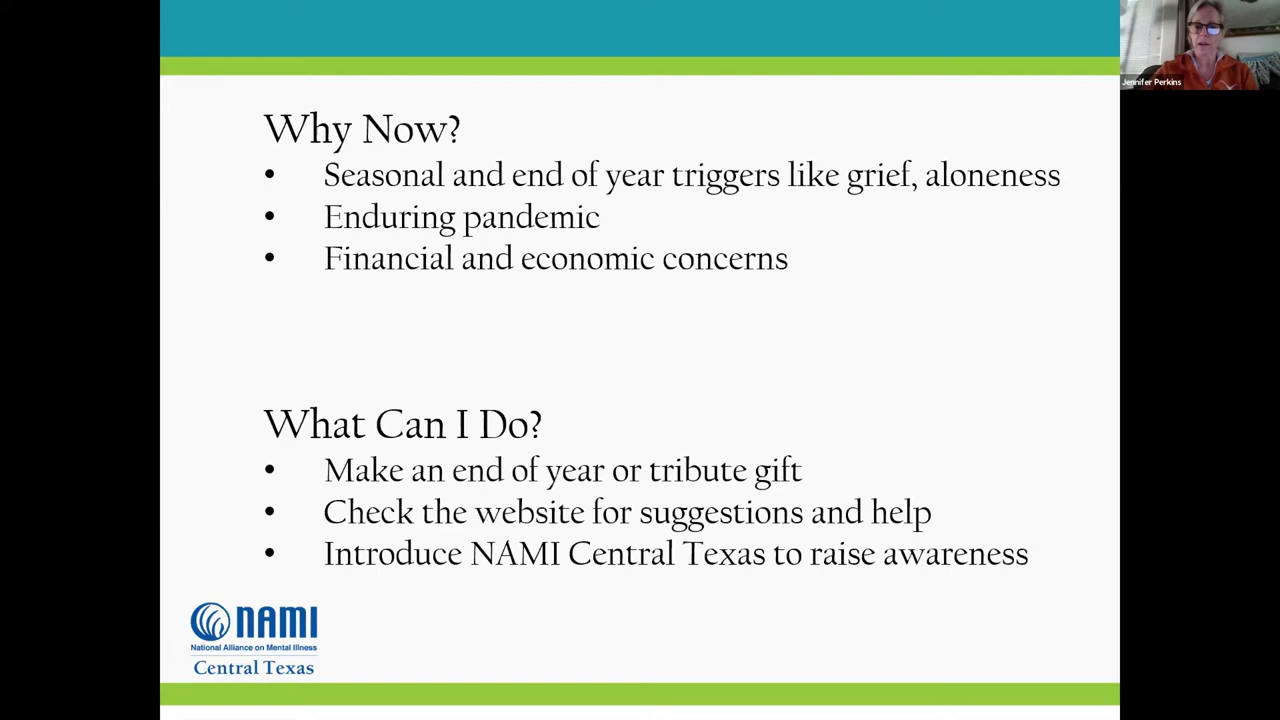 Jennifer Perkins
Why Now?
• Seasonal and end of year triggers like grief, aloneness
• Enduring pandemic
• Financial and economic concerns
What Can I Do?
• Make an end of year or tribute gift
• Check the website for suggestions and help
• Introduce NAMI Central Texas to raise awareness
NAMI
National Alliance on Mental Illness
Central Texas